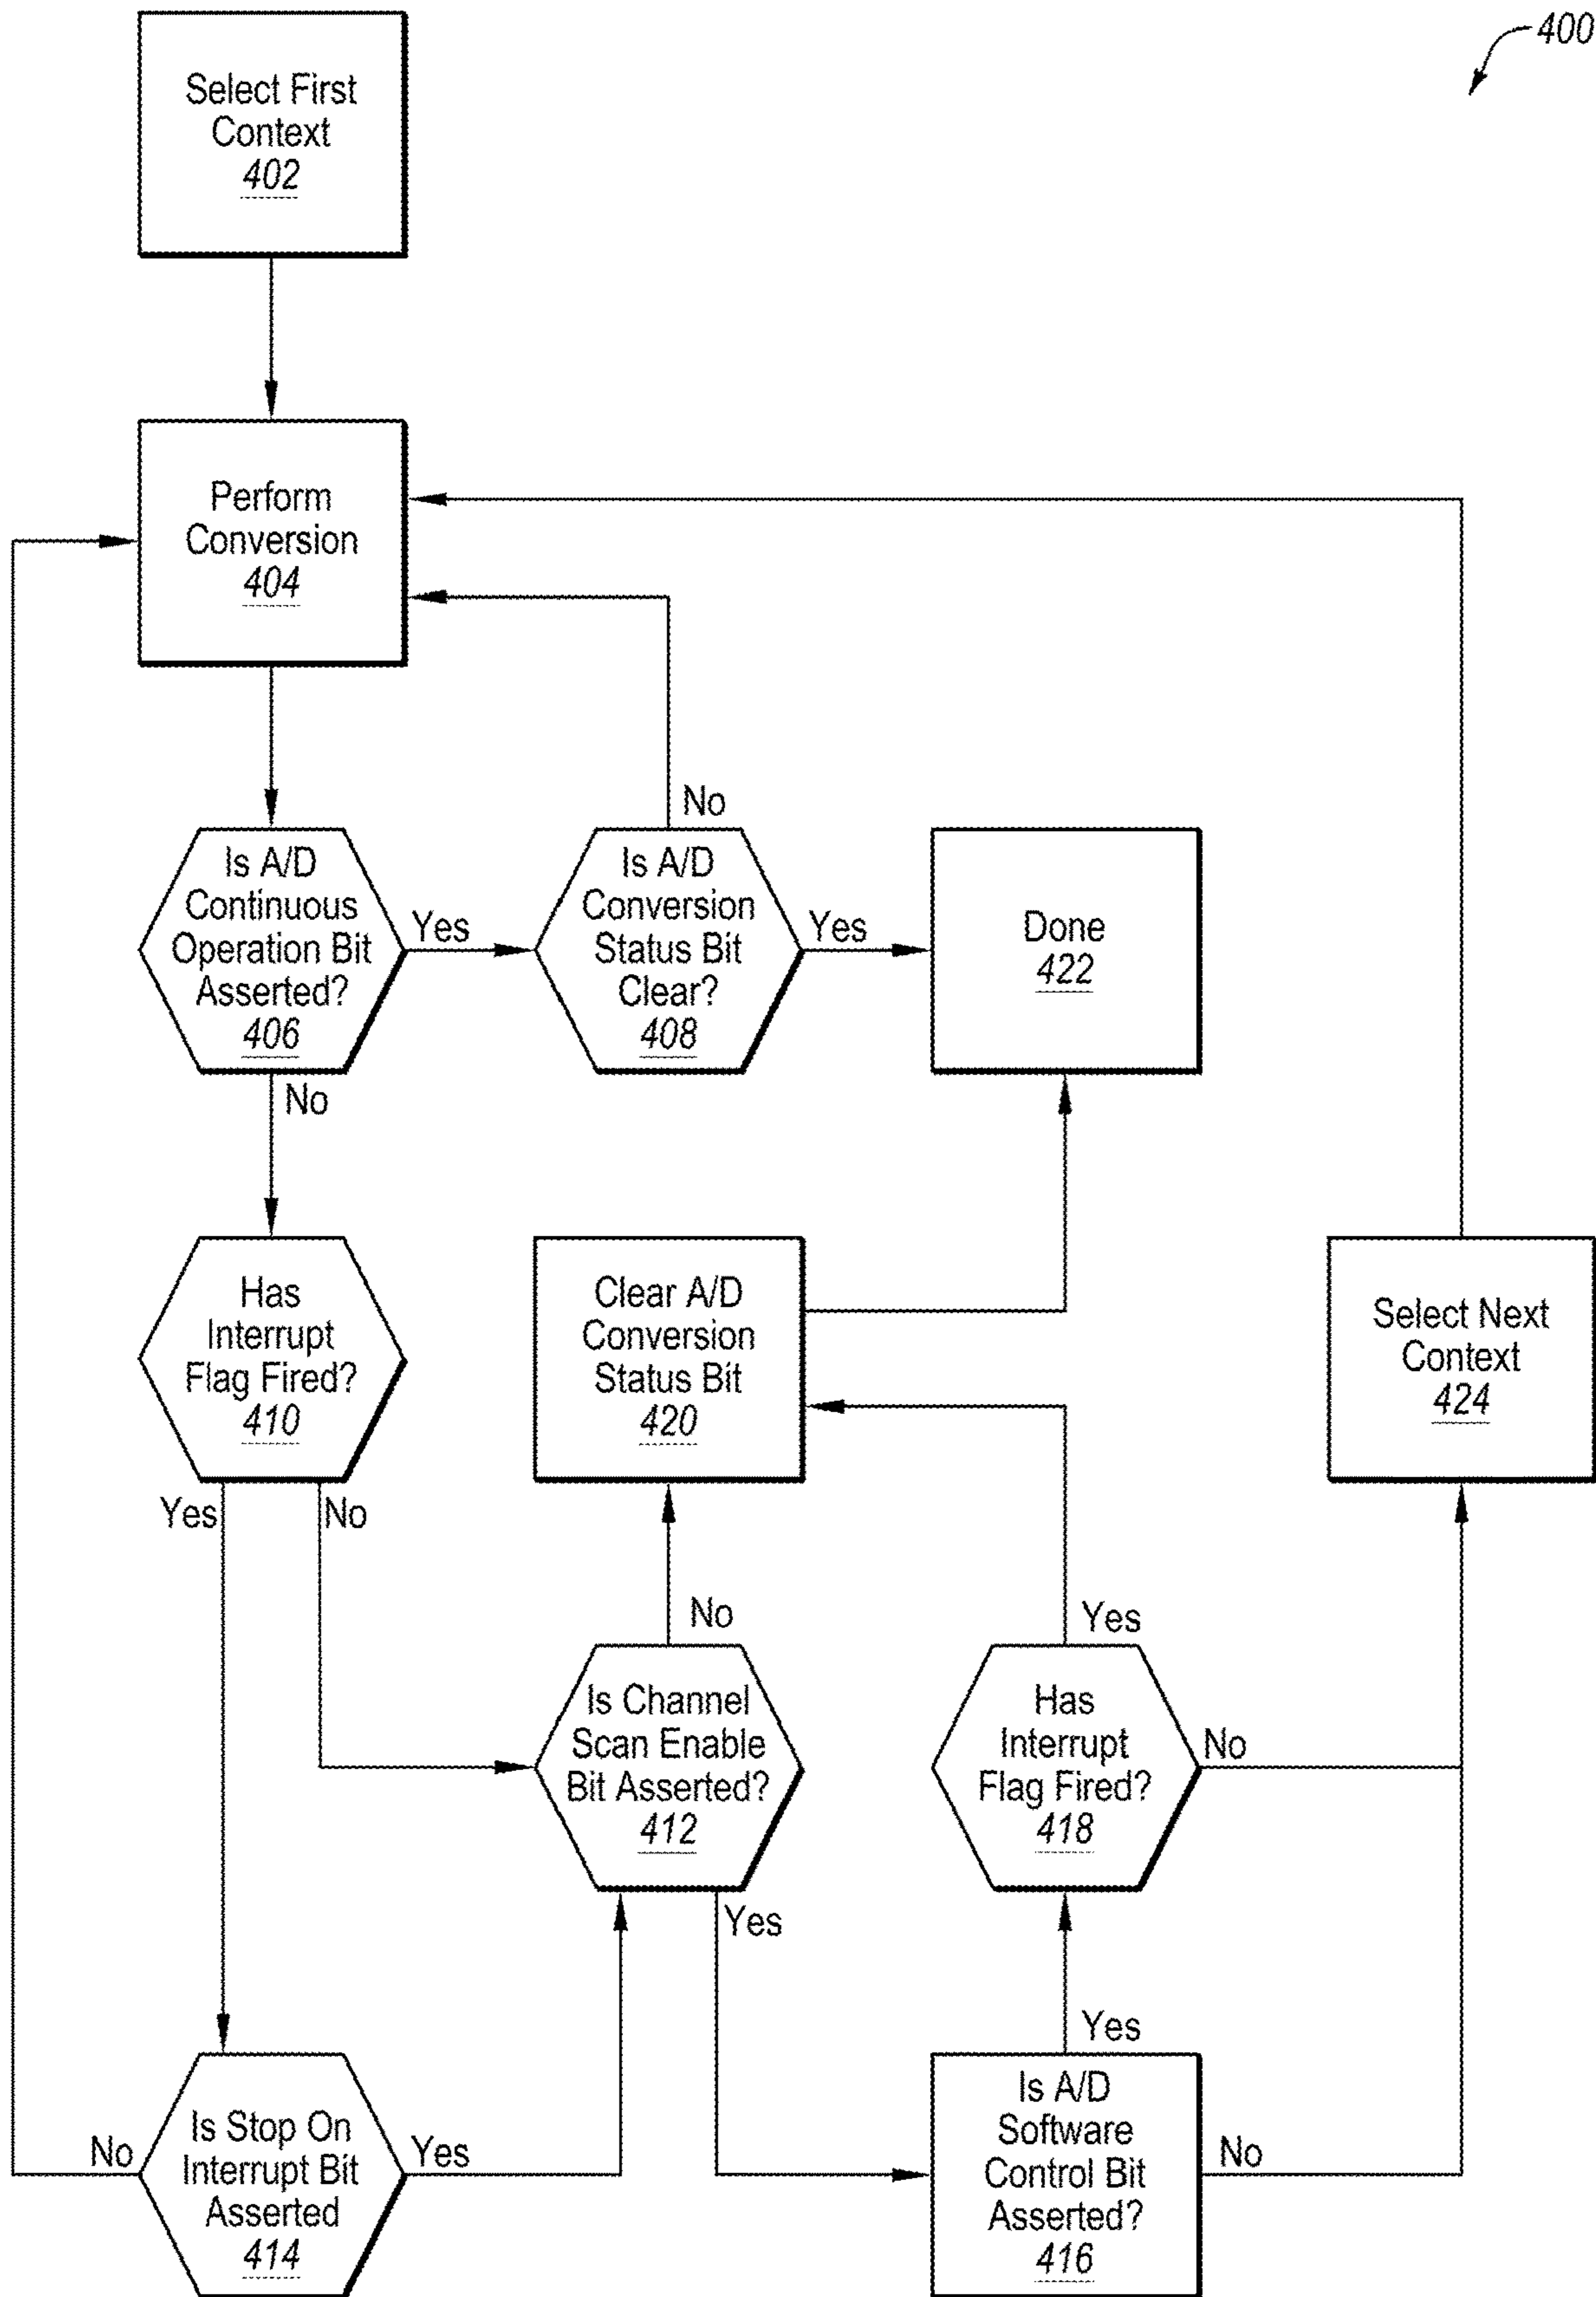 400
Select First
Context
402
Perform
Conversion
404
No
Is A/D
Continuous
Operation Bit
Asserted?
406
Yes
Is A/D
Conversion
Status Bit
Clear?
408
Yes
Done
422
No
Has
Interrupt
Flag Fired?
410
Clear A/D
Conversion
Status Bit
420
Select Next
Context
424
Yes
No
No
Yes
Is Channel
Scan Enable
Bit Asserted?
412
Has
Interrupt
Flag Fired?
418
No
Yes
Yes
No
Is Stop On
Interrupt Bit
Asserted
414
Yes
Is A/D
Software
Control Bit
Asserted?
416
No